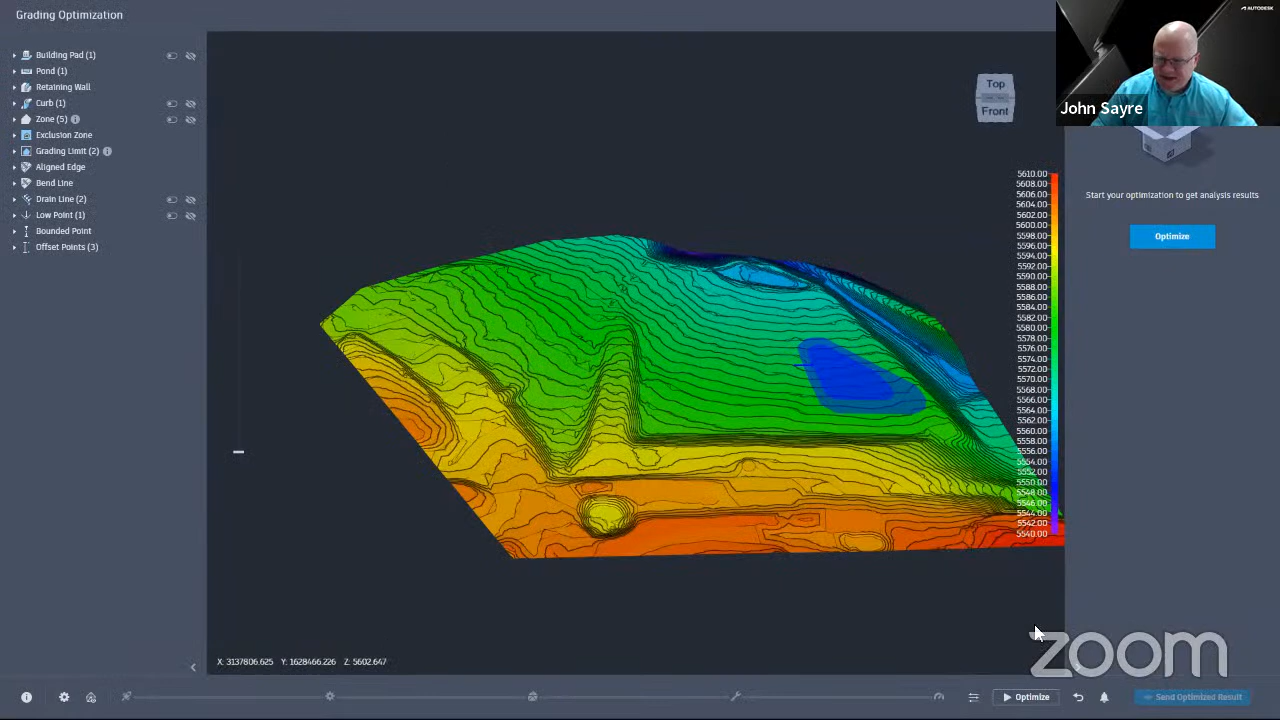 Grading Optimization
AUTODESK
John Sayre
Building Pad (1)
Pond (1)
Retaining Wall
Curb (1)
Zone (5)
Exclusion Zone
Grading Limit (2)
Aligned Edge
Bend Line
Drain Line (2)
Low Point (1)
Bounded Point
Offset Points (3)
Top
Front
5610.00
5608.00
5606.00
5604.00
5602.00
5600.00
5598.00
5596.00
5594.00
5592.00
5590.00
5588.00
5586.00
5584.00
5582.00
5580.00
5578.00
5576.00
5574.00
5572.00
5570.00
5568.00
5566.00
5564.00
5562.00
5560.00
5558.00
5556.00
5554.00
5552.00
5550.00
5548.00
5546.00
5544.00
5542.00
5540.00
Start your optimization to get analysis results
Optimize
X: 3137806.625 Y: 1628466.226 Z: 5602.647
zoom
Optimize
Send Optimized Result